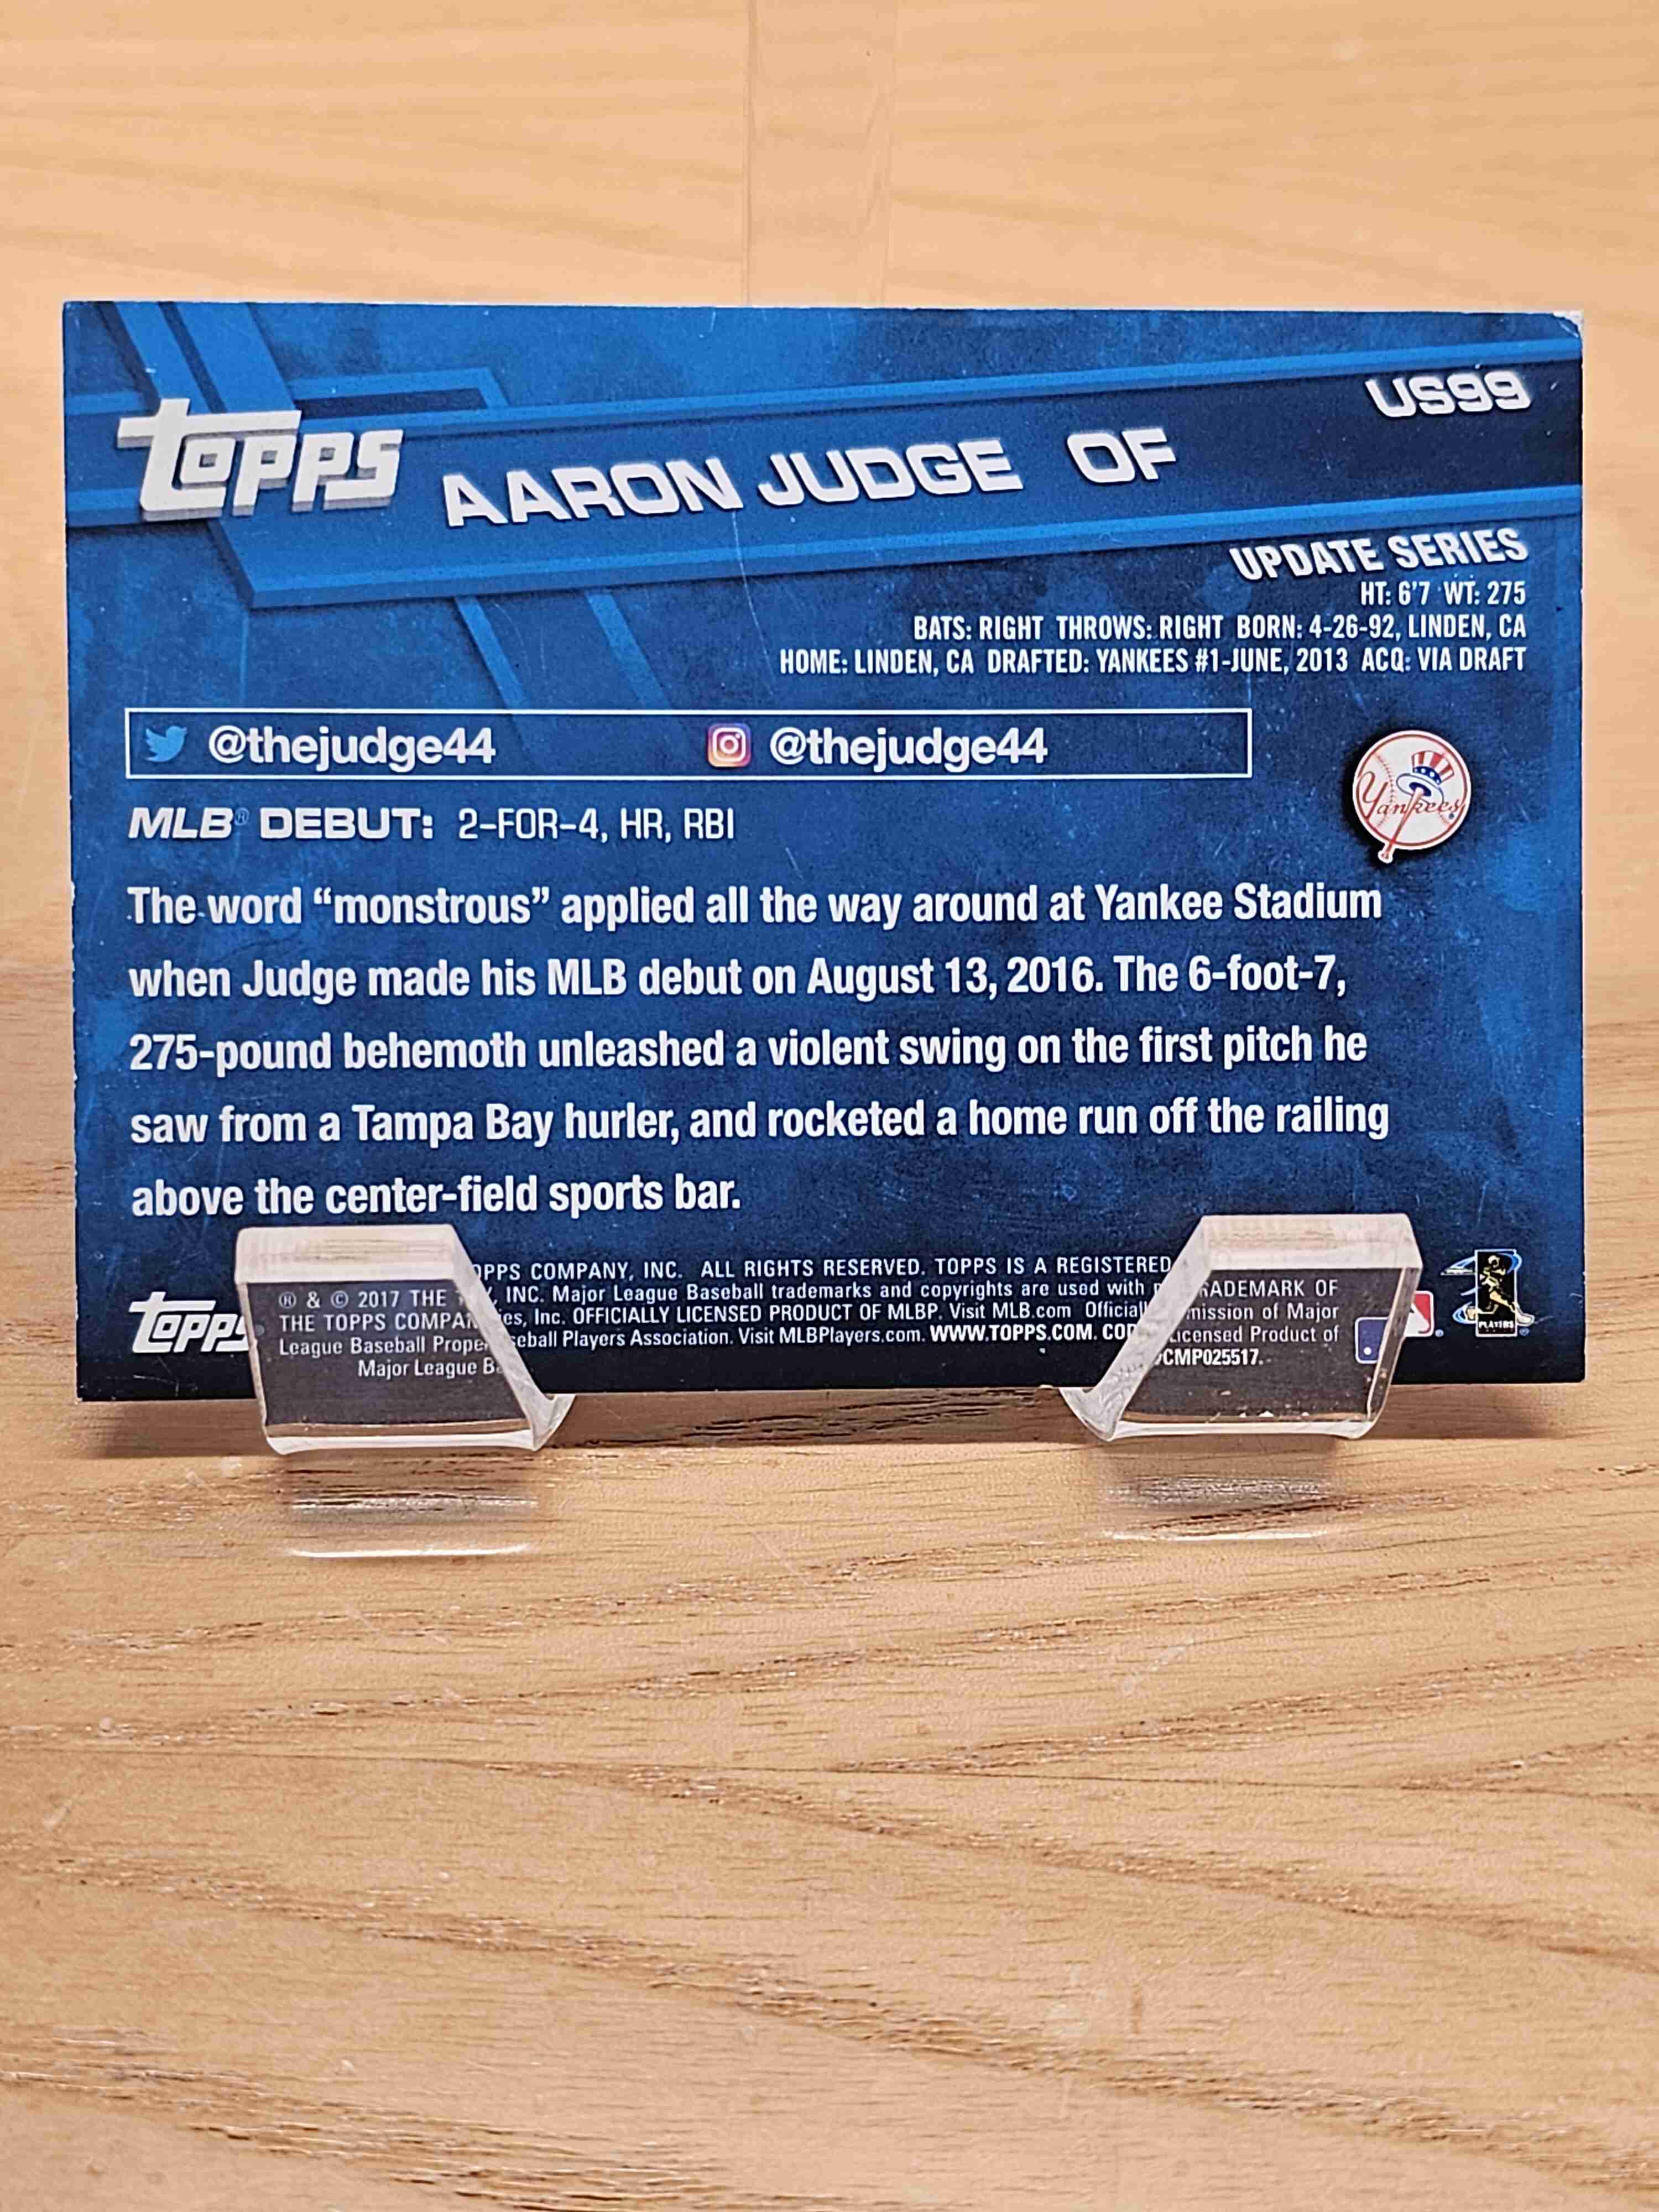 US99
topps AARON JUDGE OF
UPDATE SERIES
HT: 6'7 WT: 275
BATS: RIGHT THROWS: RIGHT BORN: 4-26-92, LINDEN, CA
HOME: LINDEN, CA DRAFTED: YANKEES #1-JUNE, 2013 ACQ: VIA DRAFT
@thejudge44 @thejudge44
Yankees
MLB® DEBUT: 2-FOR-4, HR, RBI
The word “monstrous” applied all the way around at Yankee Stadium
when Judge made his MLB debut on August 13, 2016. The 6-foot-7,
275-pound behemoth unleashed a violent swing on the first pitch he
saw from a Tampa Bay hurler, and rocketed a home run off the railing
above the center-field sports bar.
topps
® & © 2017 THE OPPS COMPANY, INC. ALL RIGHTS RESERVED. TOPPS IS A REGISTERED RADEMARK OF
THE TOPPS COMPA , INC. Major League Baseball trademarks and copyrights are used with mission of Major
League Baseball Prope es, Inc. OFFICIALLY LICENSED PRODUCT OF MLBP. Visit MLB.com Officiall Licensed Product of
Major League B seball Players Association. Visit MLBPlayers.com. WWW.TOPPS.COM. CO CMP025517.
PLAYERS